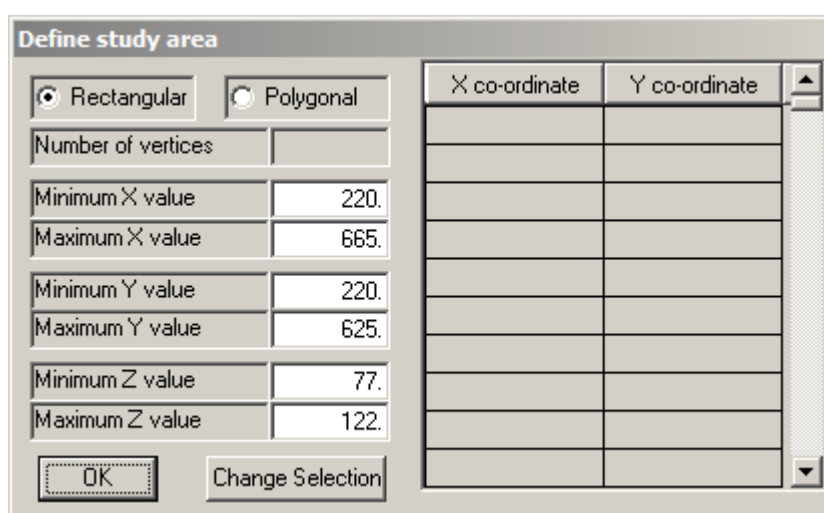 Define study area
Rectangular Polygonal
Number of vertices
Minimum X value 220.
Maximum X value 665.
Minimum Y value 220.
Maximum Y value 625.
Minimum Z value 77.
Maximum Z value 122.
OK Change Selection
X co-ordinate Y co-ordinate